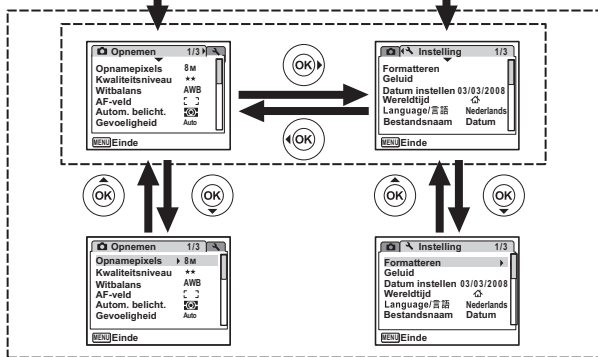 Opnemen 1/3
Opnamepixels 8M
Kwaliteitsniveau ★★
Witbalans AWB
AF-veld
Autom. belicht.
Gevoeligheid Auto
MENU Einde
OK
OK
Instelling 1/3
Formatteren
Geluid
Datum instellen 03/03/2008
Wereldtijd
Language/言語 Nederlands
Bestandsnaam Datum
MENU Einde
OK
OK
OK
OK
Opnemen 1/3
Opnamepixels 8M
Kwaliteitsniveau ★★
Witbalans AWB
AF-veld
Autom. belicht.
Gevoeligheid Auto
MENU Einde
Instelling 1/3
Formatteren
Geluid
Datum instellen 03/03/2008
Wereldtijd
Language/言語 Nederlands
Bestandsnaam Datum
MENU Einde